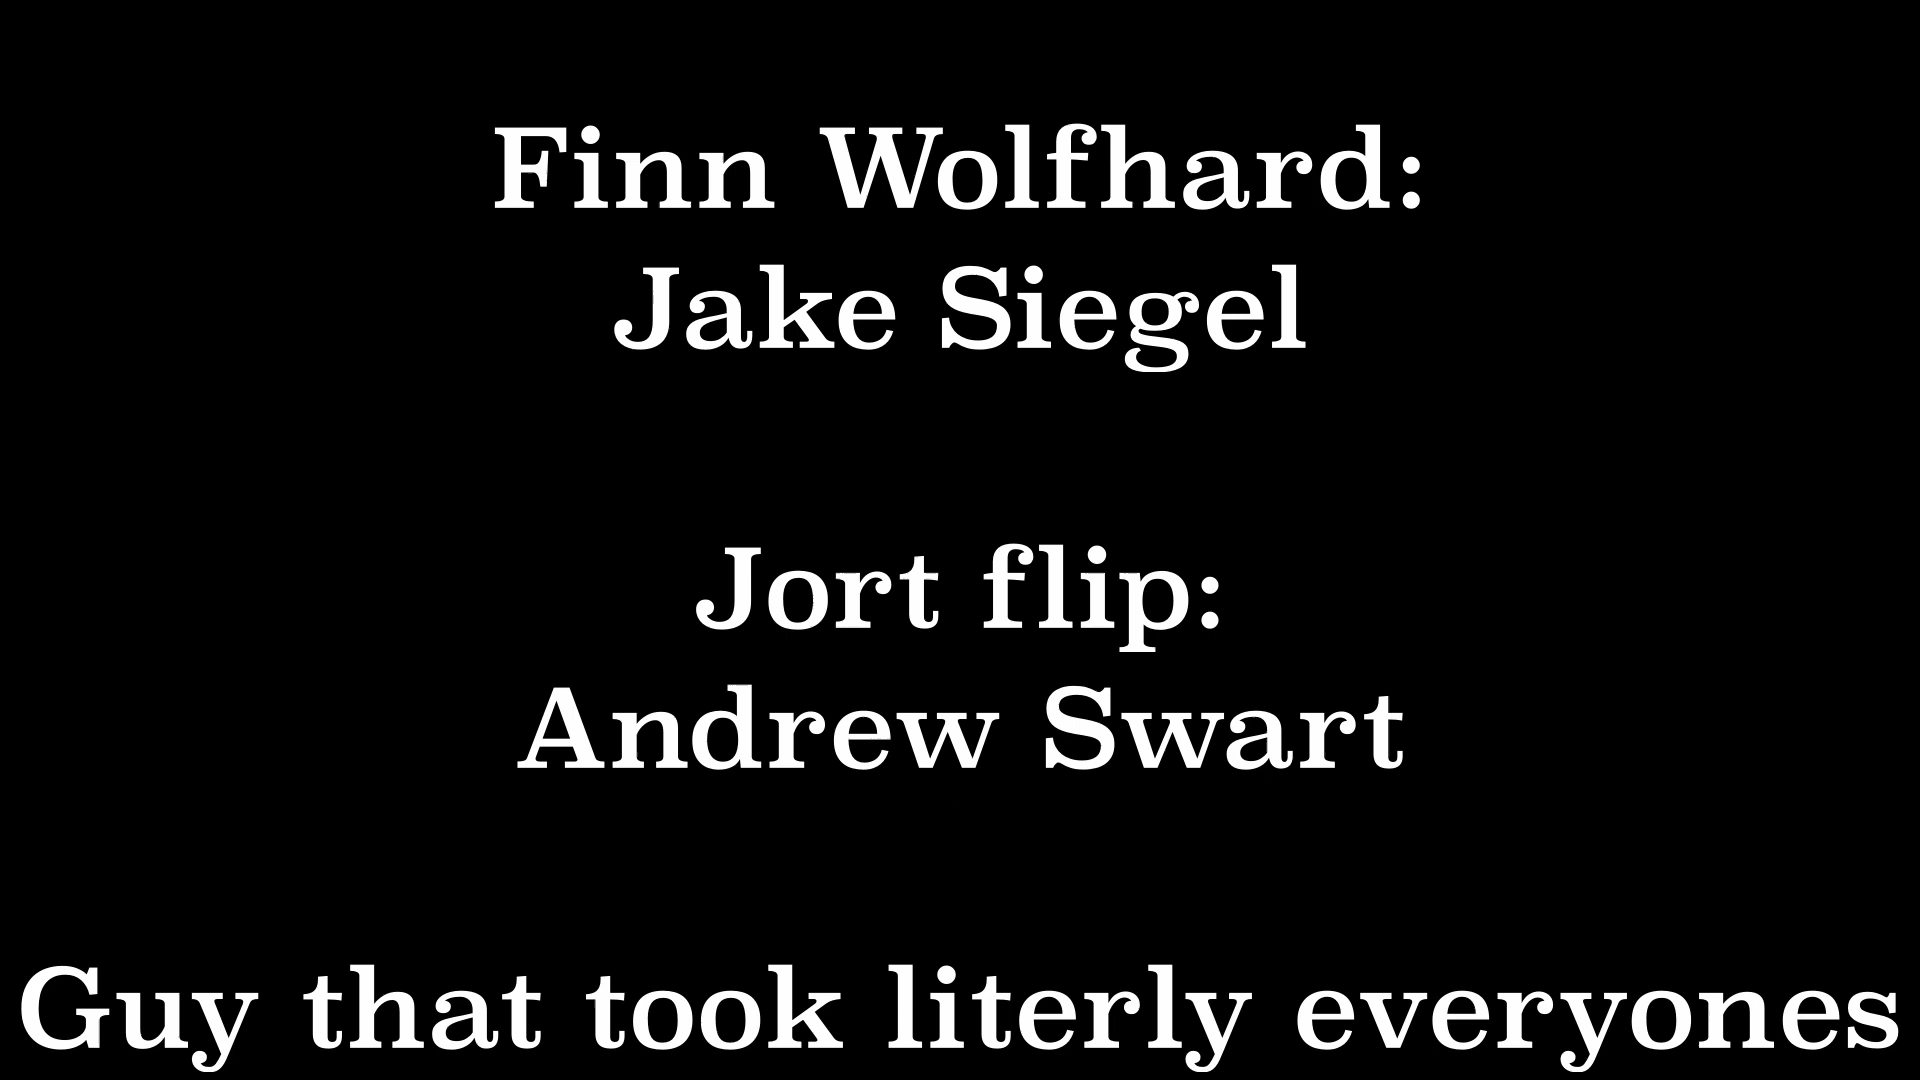 Finn Wolfhard:
Jake Siegel
Jort flip:
Andrew Swart
Guy that took literly everyones